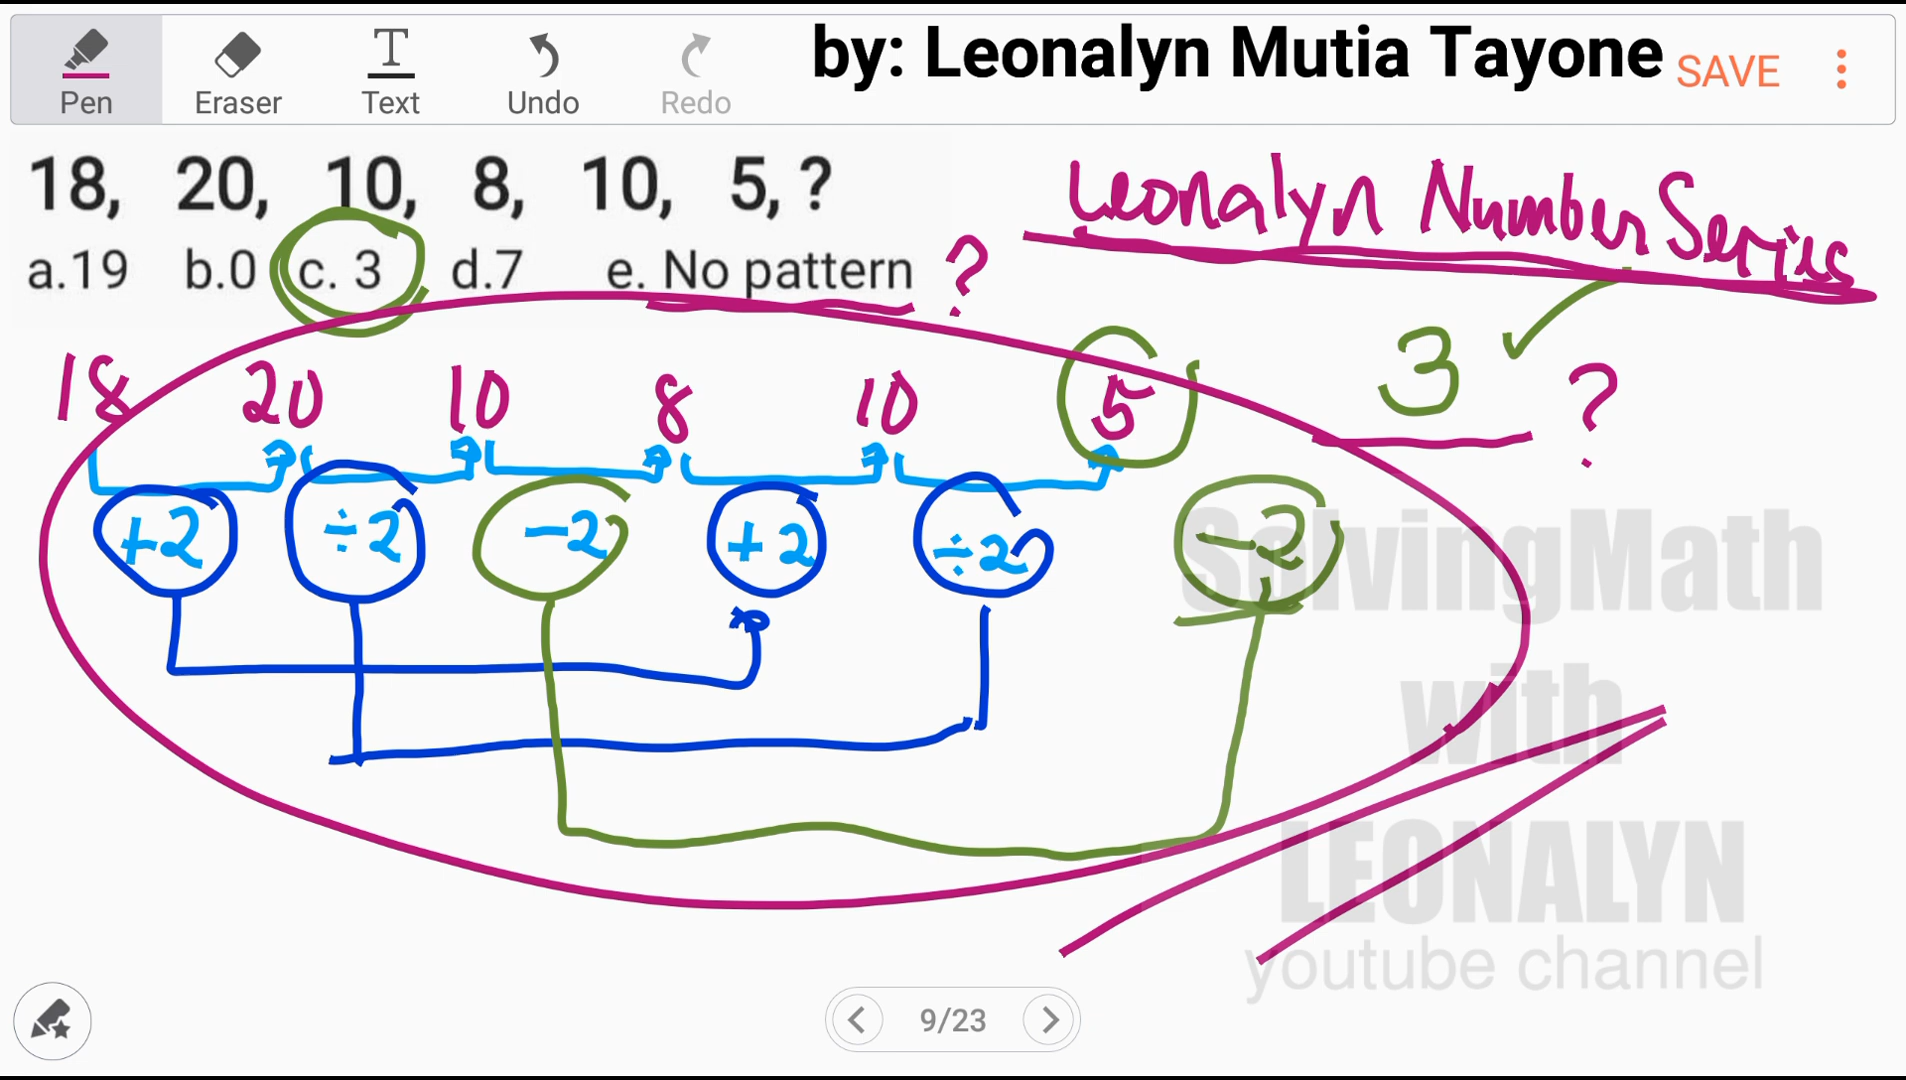 by: Leonalyn Mutia Tayone
SAVE
Pen
Eraser
Text
Undo
Redo
18, 20, 10, 8, 10, 5, ?
a.19 b.0 c. 3 d.7 e. No pattern ?
Leonalyn Number Series
18 20 10 8 10 5 3 ?
+2 ÷2 -2 +2 ÷2 -2
SolvingMath
with
LEONALYN
youtube channel
9/23